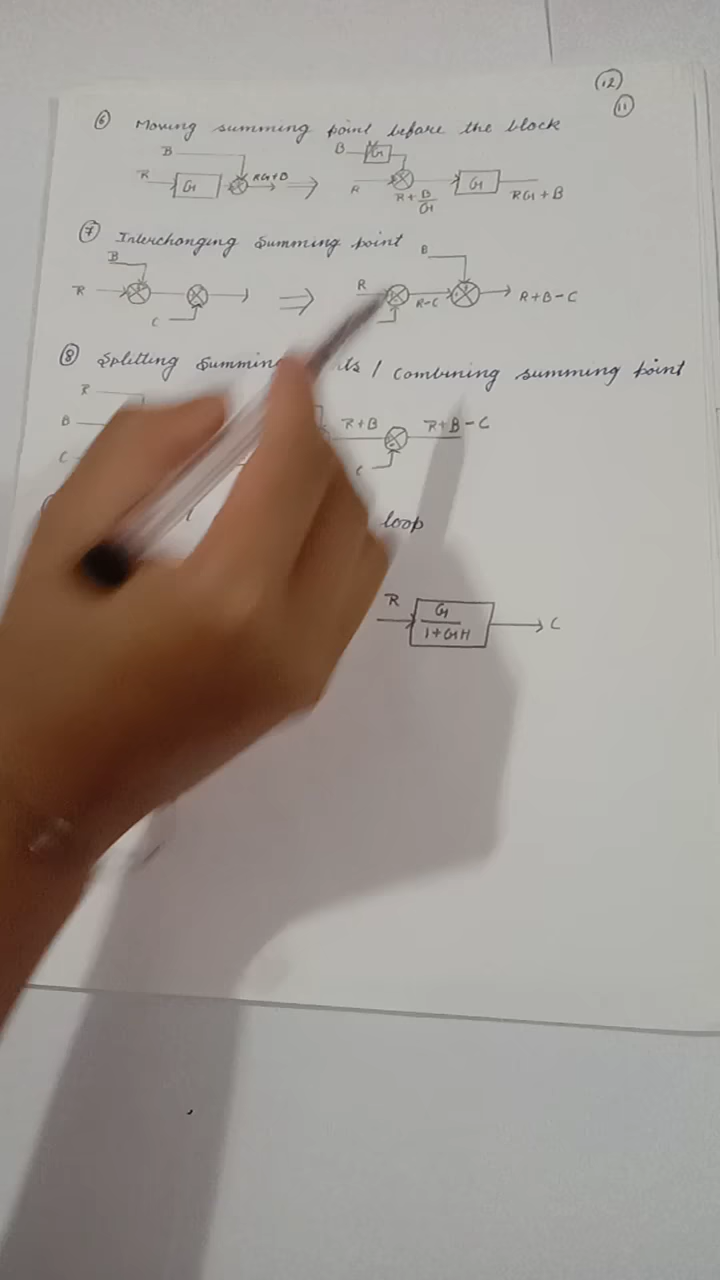 12
11
6 Moving summing point before the block
B
R G1 RG1+B ⇒ B 1/G1 R R+B/G1 G1 RG1+B
7 Interchanging Summing point
B
R C ⇒ R R-C B R+B-C
8 Splitting / Combining summing point
R
B R+B R+B-C
C C
loop
R G1/1+G1H C